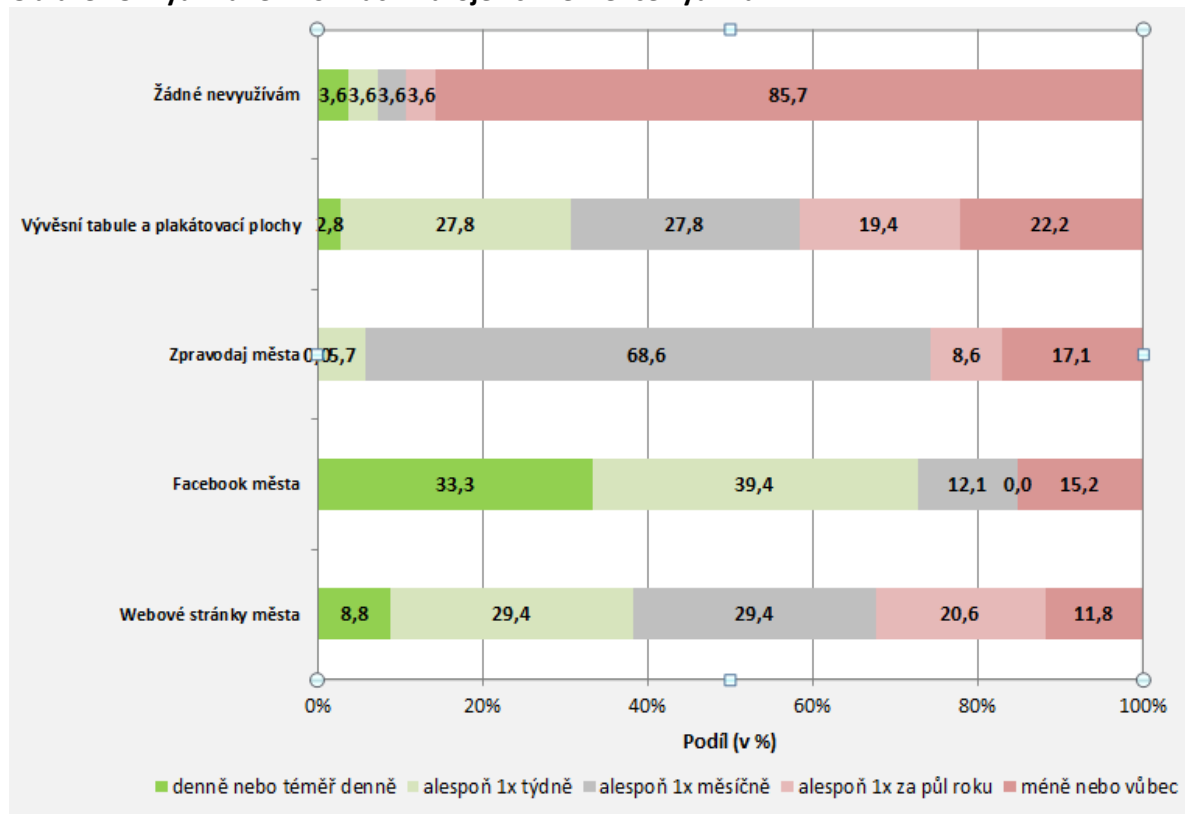 Žádné nevyužívám 3,6 3,6 3,6 3,6 85,7
Vývěsní tabule a plakátovací plochy 2,8 27,8 27,8 19,4 22,2
Zpravodaj města 0,0 5,7 68,6 8,6 17,1
Facebook města 33,3 39,4 12,1 0,0 15,2
Webové stránky města 8,8 29,4 29,4 20,6 11,8
0% 20% 40% 60% 80% 100%
Podíl (v %)
denně nebo téměř denně alespoň 1x týdně alespoň 1x měsíčně alespoň 1x za půl roku méně nebo vůbec